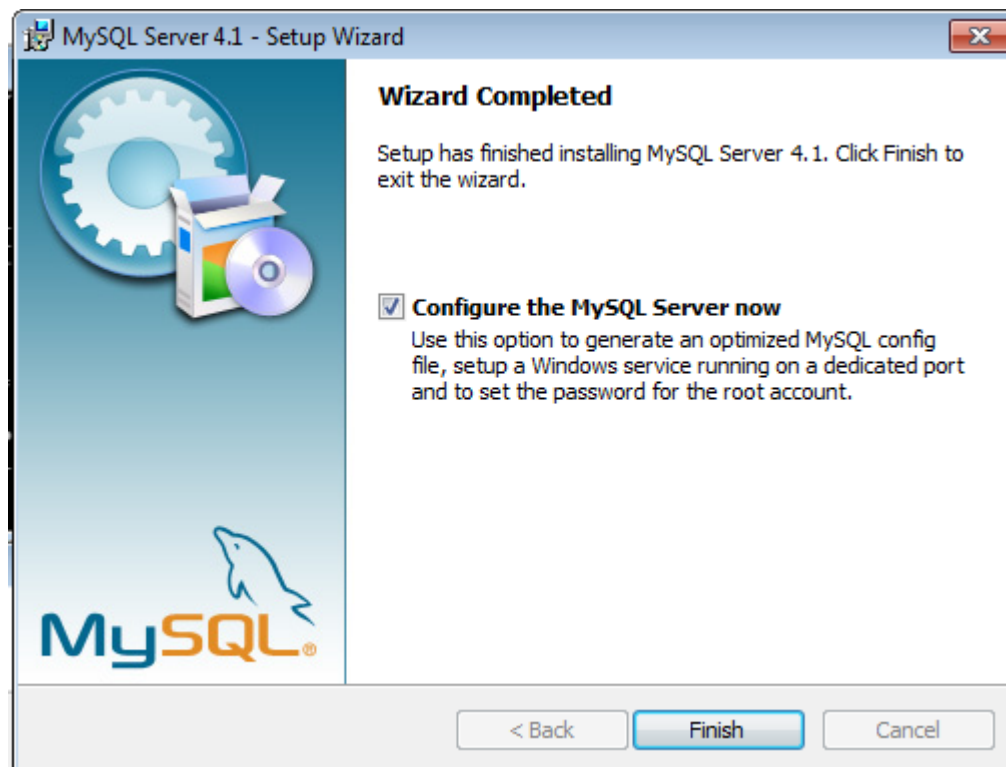 MySQL Server 4.1 - Setup Wizard
Wizard Completed
Setup has finished installing MySQL Server 4.1. Click Finish to
exit the wizard.
Configure the MySQL Server now
Use this option to generate an optimized MySQL config
file, setup a Windows service running on a dedicated port
and to set the password for the root account.
MySQL®
< Back
Finish
Cancel